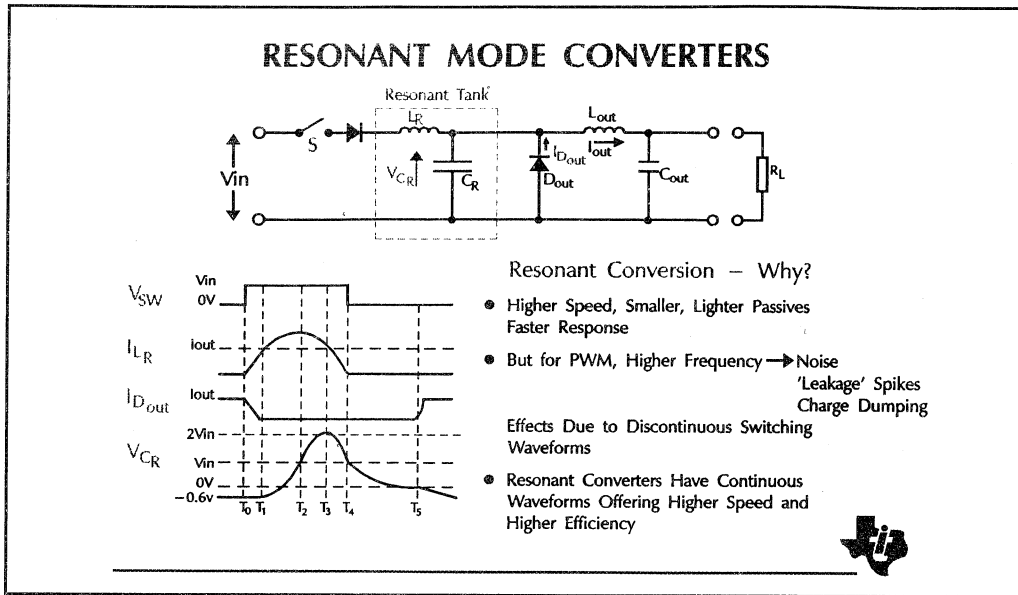 RESONANT MODE CONVERTERS
Resonant Tank
LR
Lout
S
Iout
IDout
Vin
VCR
CR
Dout
Cout
RL
Resonant Conversion – Why?
Vin
VSW
0V
● Higher Speed, Smaller, Lighter Passives
Faster Response
ILR
Iout
● But for PWM, Higher Frequency → Noise
'Leakage' Spikes
Charge Dumping
IDout
Iout
Effects Due to Discontinuous Switching
Waveforms
2Vin
VCR
Vin
0V
–0.6v
T0 T1 T2 T3 T4 T5
● Resonant Converters Have Continuous
Waveforms Offering Higher Speed and
Higher Efficiency